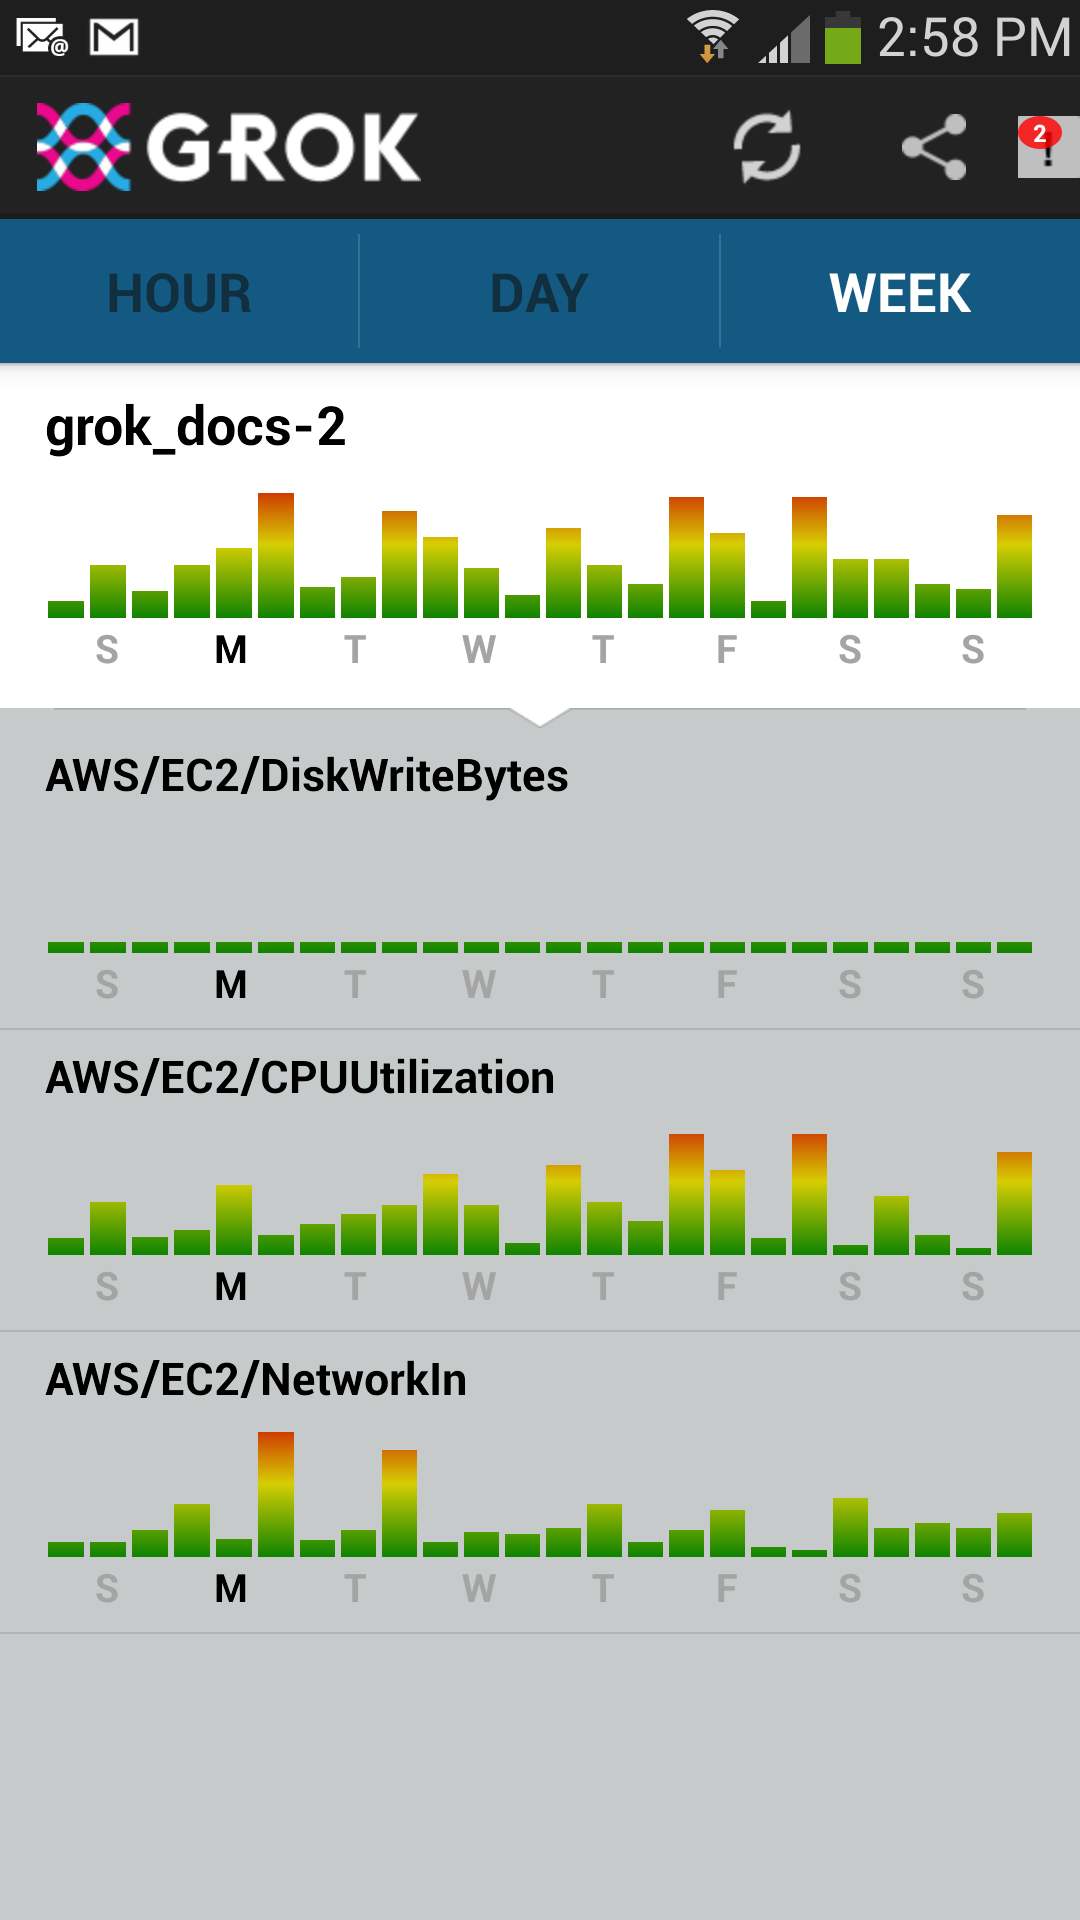 2:58 PM
GROK
2
!
HOUR DAY WEEK
grok_docs-2
S M T W T F S S
AWS/EC2/DiskWriteBytes
S M T W T F S S
AWS/EC2/CPUUtilization
S M T W T F S S
AWS/EC2/NetworkIn
S M T W T F S S